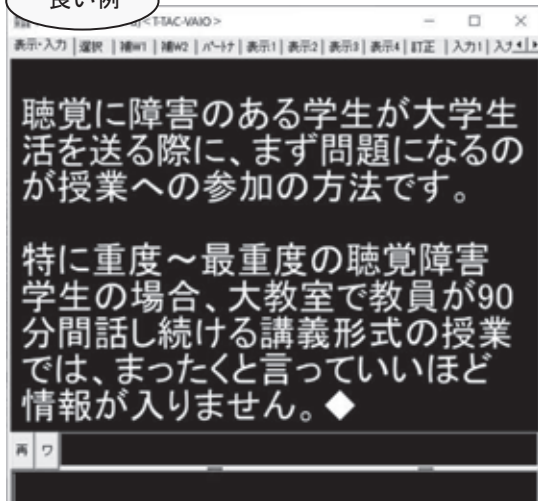 良い例
<T-TAC-VAIO>
表示・入力 選択 補助W1 補助W2 パートナ 表示1 表示2 表示3 表示4 訂正 入力1
聴覚に障害のある学生が大学生
活を送る際に、まず問題になるの
が授業への参加の方法です。
特に重度～最重度の聴覚障害
学生の場合、大教室で教員が90
分間話し続ける講義形式の授業
では、まったくと言っていいほど
情報が入りません。◆
再 ワ